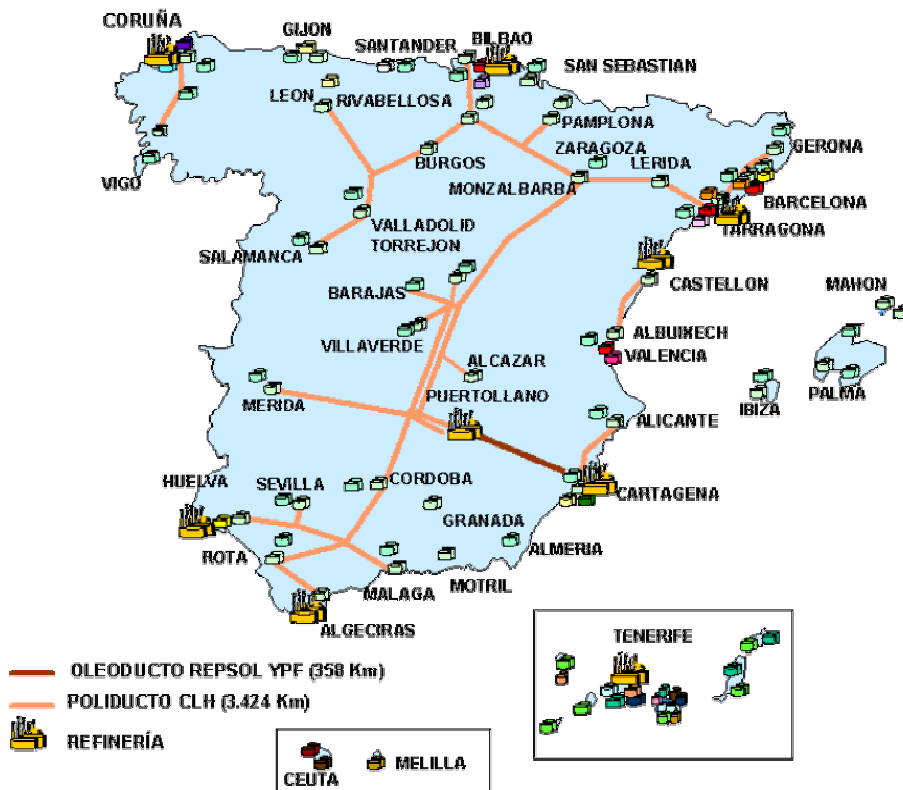 CORUÑA
GIJON
SANTANDER
BILBAO
SAN SEBASTIAN
LEON
RIVABELLOSA
PAMPLONA
ZARAGOZA
GERONA
BURGOS
LERIDA
VIGO
MONZALBARBA
BARCELONA
VALLADOLID
TARRAGONA
TORREJON
SALAMANCA
CASTELLON
MAHON
BARAJAS
ALBUIXECH
VILLAVERDE
VALENCIA
ALCAZAR
PALMA
MERIDA
PUERTOLLANO
IBIZA
ALICANTE
HUELVA
SEVILLA
CORDOBA
CARTAGENA
GRANADA
ROTA
ALMERIA
MALAGA
MOTRIL
ALGECIRAS
TENERIFE
OLEODUCTO REPSOL YPF (358 Km)
POLIDUCTO CLH (3.424 Km)
REFINERÍA
CEUTA
MELILLA